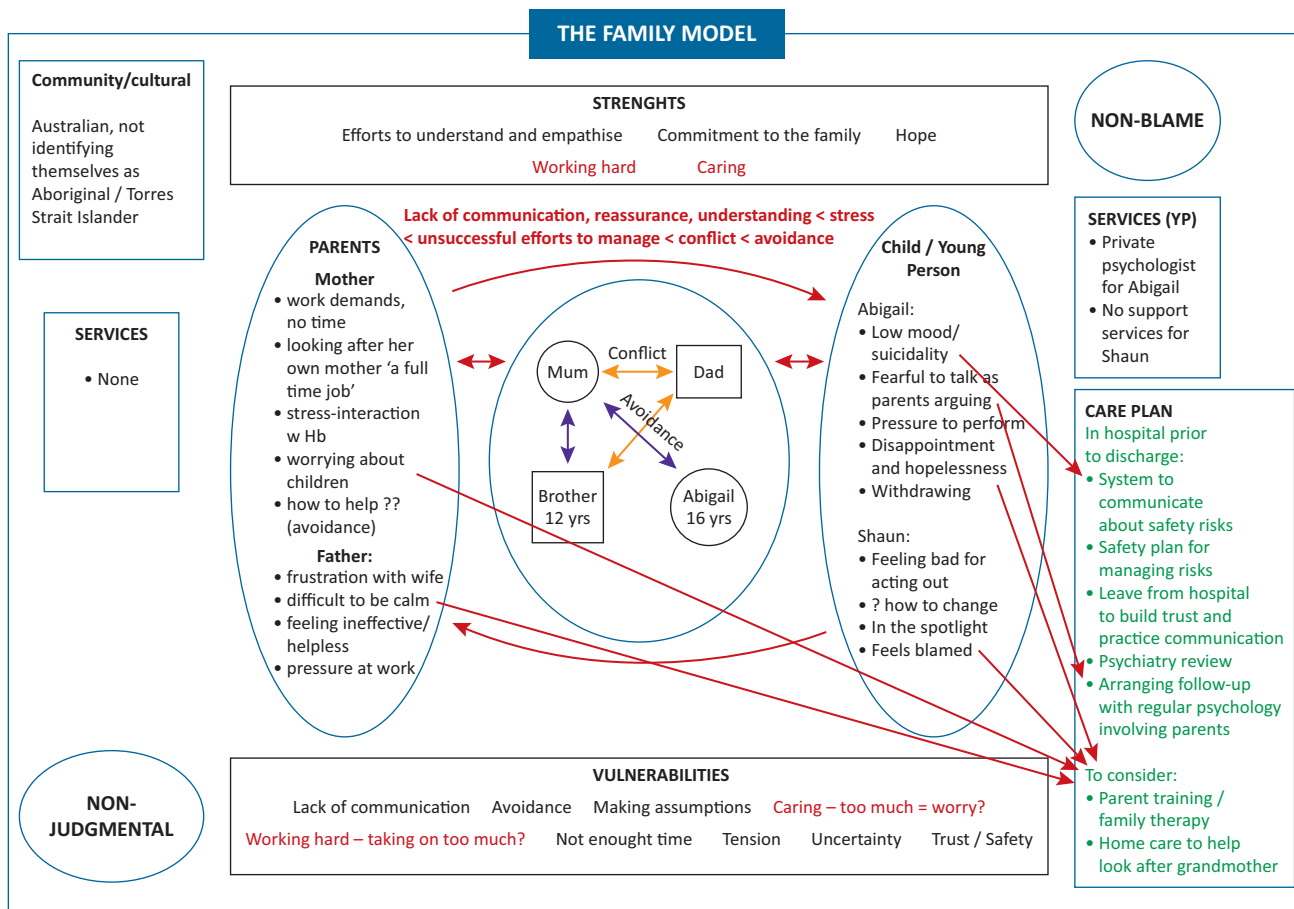 THE FAMILY MODEL
Community/cultural
Australian, not
identifying
themselves as
Aboriginal / Torres
Strait Islander
STRENGHTS
Efforts to understand and empathise Commitment to the family Hope
Working hard Caring
NON-BLAME
SERVICES
• None
PARENTS
Mother
• work demands,
no time
• looking after her
own mother ‘a full
time job’
• stress-interaction
w Hb
• worrying about
children
• how to help ??
(avoidance)
Father:
• frustration with wife
• difficult to be calm
• feeling ineffective/
helpless
• pressure at work
Lack of communication, reassurance, understanding < stress
< unsuccessful efforts to manage < conflict < avoidance
Mum
Conflict
Dad
Avoidance
Brother
12 yrs
Abigail
16 yrs
Child / Young
Person
Abigail:
• Low mood/
suicidality
• Fearful to talk as
parents arguing
• Pressure to perform
• Disappointment
and hopelessness
• Withdrawing
Shaun:
• Feeling bad for
acting out
• ? how to change
• In the spotlight
• Feels blamed
SERVICES (YP)
• Private
psychologist
for Abigail
• No support
services for
Shaun
CARE PLAN
In hospital prior
to discharge:
• System to
communicate
about safety risks
• Safety plan for
managing risks
• Leave from hospital
to build trust and
practice communication
• Psychiatry review
• Arranging follow-up
with regular psychology
involving parents
To consider:
• Parent training /
family therapy
• Home care to help
look after grandmother
NON-
JUDGMENTAL
VULNERABILITIES
Lack of communication Avoidance Making assumptions Caring – too much = worry?
Working hard – taking on too much? Not enought time Tension Uncertainty Trust / Safety